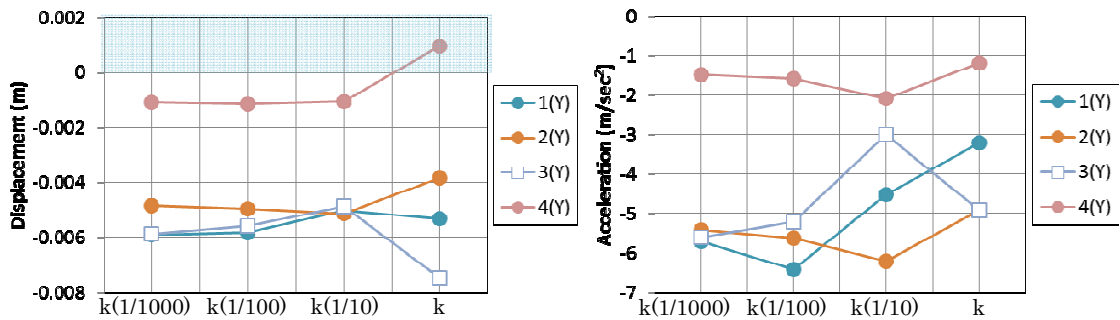 Displacement (m)
0.002
0
-0.002
-0.004
-0.006
-0.008
k(1/1000) k(1/100) k(1/10) k
1(Y)
2(Y)
3(Y)
4(Y)
Acceleration (m/sec²)
-0
-1
-2
-3
-4
-5
-6
-7
k(1/1000) k(1/100) k(1/10) k
1(Y)
2(Y)
3(Y)
4(Y)